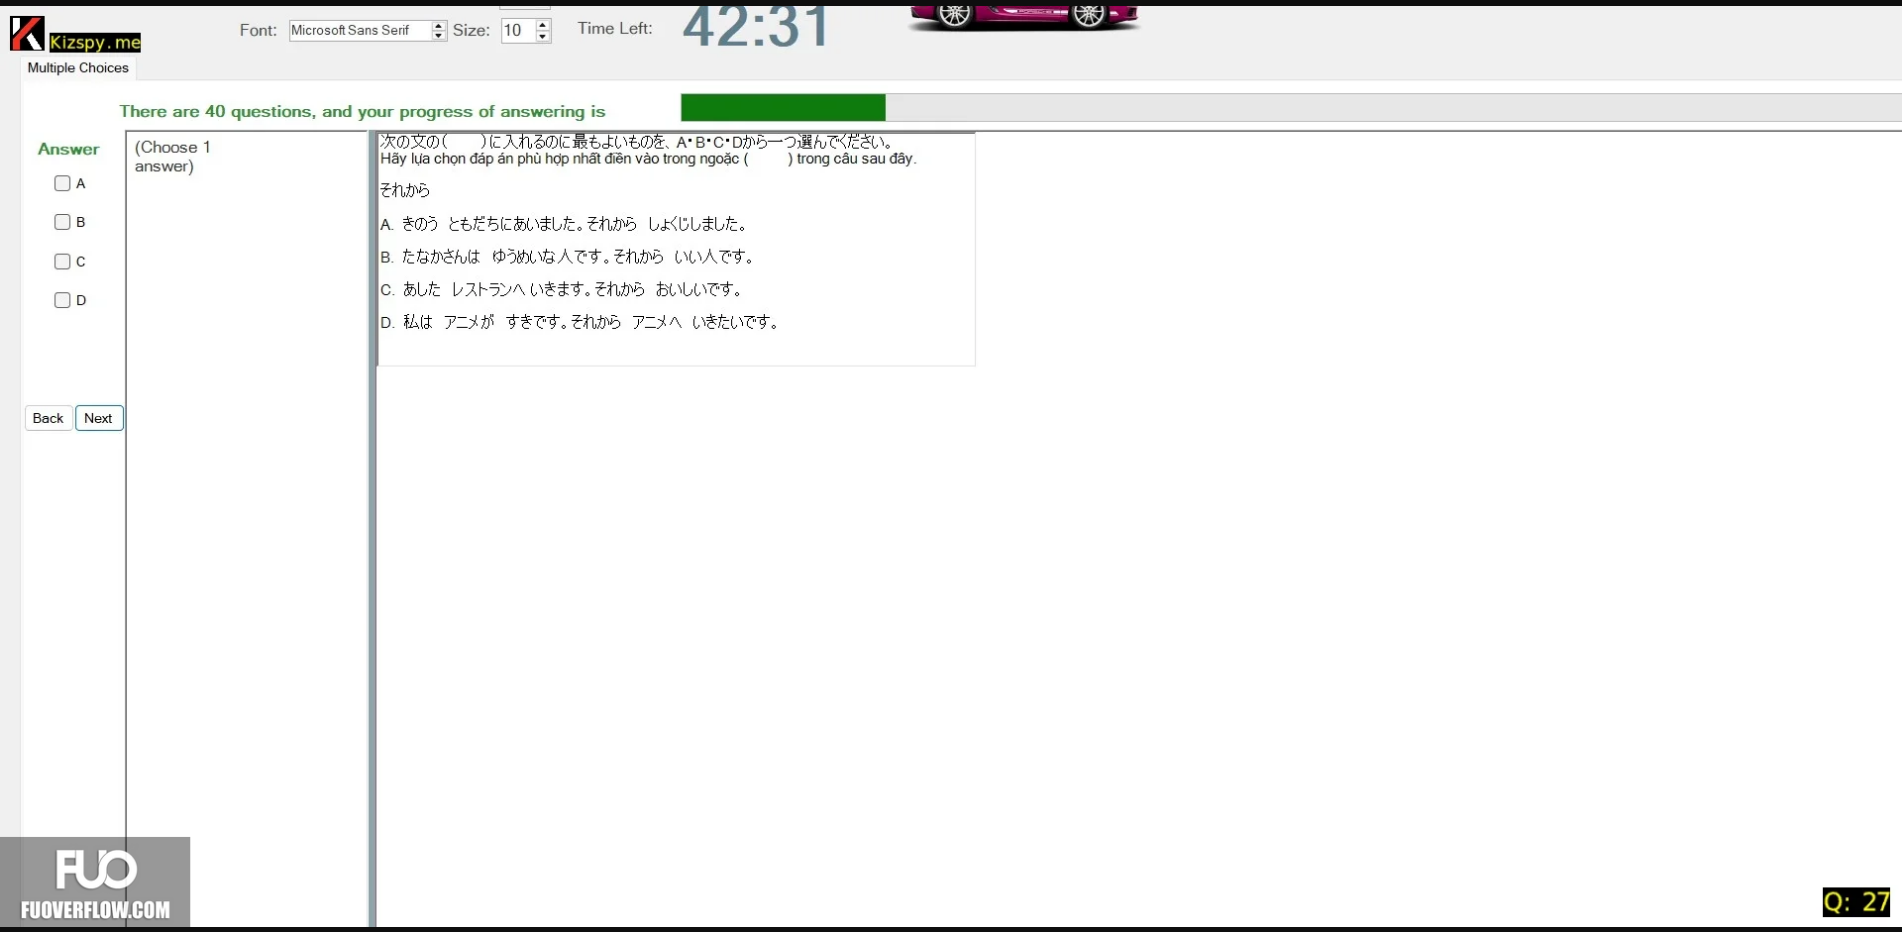 Kizspy.me
Font: Microsoft Sans Serif Size: 10 Time Left: 42:31
Multiple Choices
There are 40 questions, and your progress of answering is
Answer
(Choose 1
answer)
A
B
C
D
Back Next
次の文の(　　)に入れるのに最もよいものを、A・B・C・Dから一つ選んでください。
Hãy lựa chọn đáp án phù hợp nhất điền vào trong ngoặc (　　) trong câu sau đây.
それから
A. きのう　ともだちにあいました。それから　しょくじしました。
B. たなかさんは　ゆうめいな人です。それから　いい人です。
C. あした　レストランへ いきます。それから　おいしいです。
D. 私は　アニメが　すきです。それから　アニメへ　いきたいです。
FUO
FUOVERFLOW.COM
Q: 27